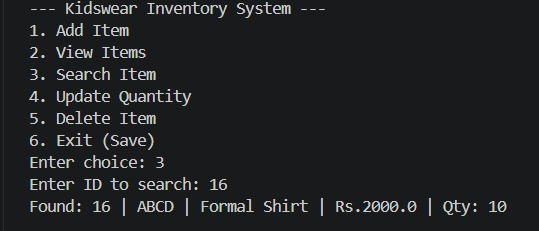 --- Kidswear Inventory System ---
1. Add Item
2. View Items
3. Search Item
4. Update Quantity
5. Delete Item
6. Exit (Save)
Enter choice: 3
Enter ID to search: 16
Found: 16 | ABCD | Formal Shirt | Rs.2000.0 | Qty: 10